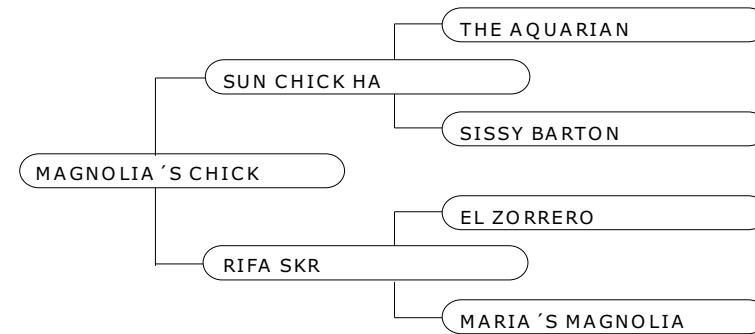 THE AQUARIAN
SUN CHICK HA
SISSY BARTON
MAGNOLIA´S CHICK
EL ZORRERO
RIFA SKR
MARIA´S MAGNOLIA